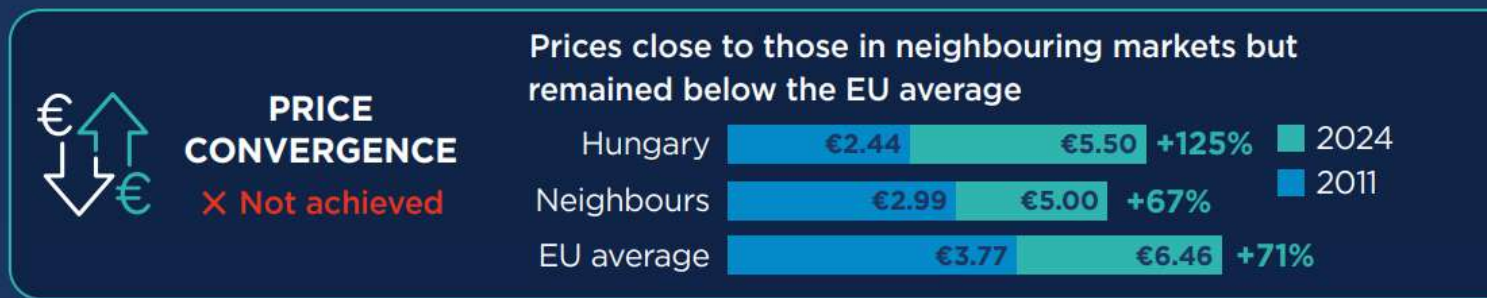 Prices close to those in neighbouring markets but
remained below the EU average
€
€
PRICE
CONVERGENCE
× Not achieved
Hungary €2.44 €5.50 +125%
Neighbours €2.99 €5.00 +67%
EU average €3.77 €6.46 +71%
2024
2011